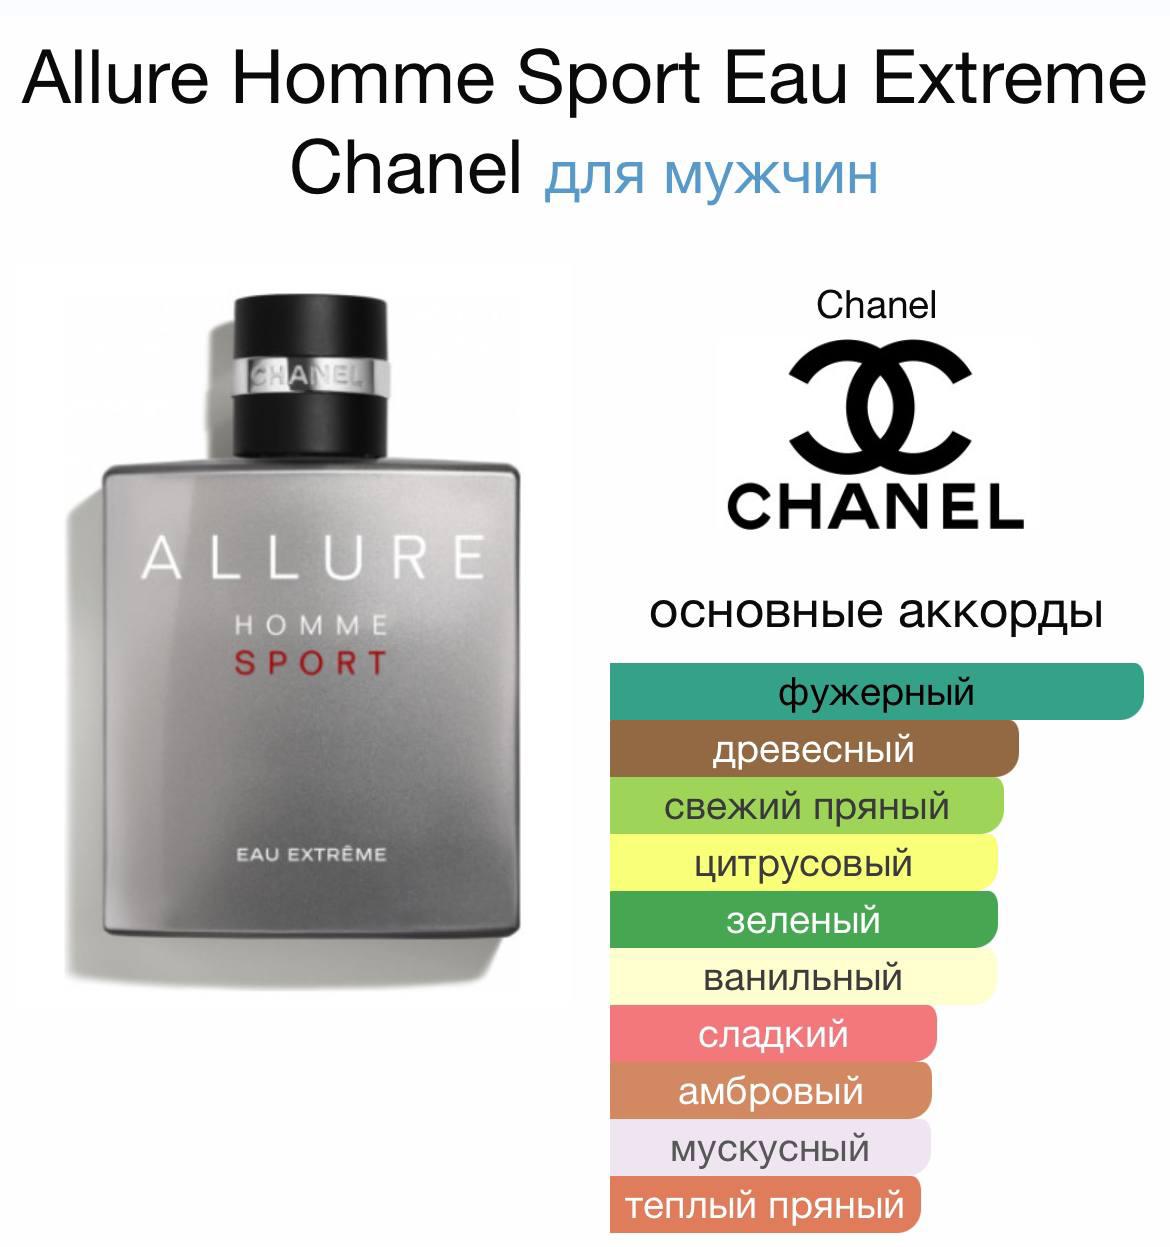 Allure Homme Sport Eau Extreme
Chanel для мужчин
CHANEL
ALLURE
HOMME
SPORT
EAU EXTRÊME
Chanel
CHANEL
основные аккорды
фужерный
древесный
свежий пряный
цитрусовый
зеленый
ванильный
сладкий
амбровый
мускусный
теплый пряный